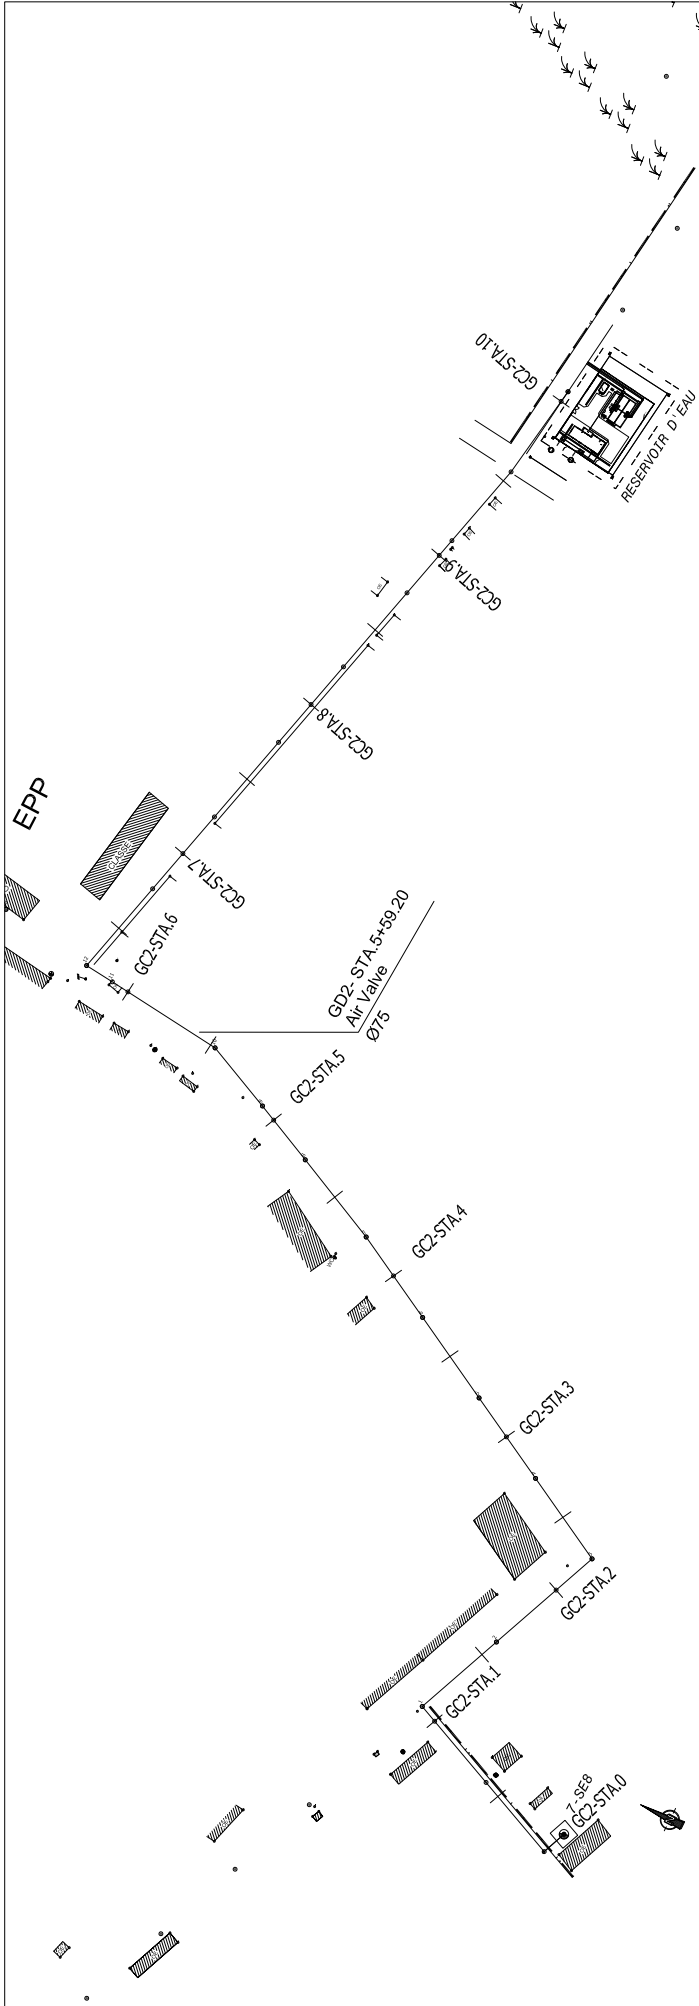 GC2-STA.10
RESERVOIR D'EAU
GC2-STA.9
GC2-STA.8
EPP
CLASSE
GC2-STA.7
GC2-STA.6
GD2- STA.5+59.20
Air Valve
Ø75
GC2-STA.5
GC2-STA.4
GC2-STA.3
GC2-STA.2
GC2-STA.1
7-SE8
GC2-STA.0